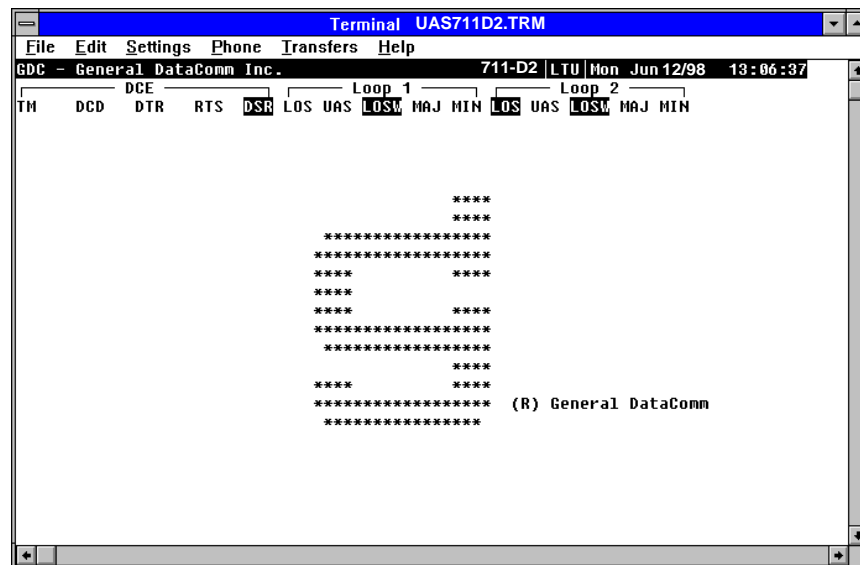 Terminal UAS711D2.TRM
File Edit Settings Phone Transfers Help
GDC - General DataComm Inc. 711-D2 |LTU|Mon Jun 12/98 13:06:37
DCE Loop 1 Loop 2
TM DCD DTR RTS DSR LOS UAS LOSW MAJ MIN LOS UAS LOSW MAJ MIN
****
****
*****************
******************
**** ****
****
**** ****
******************
*****************
****
**** ****
****************** (R) General DataComm
****************